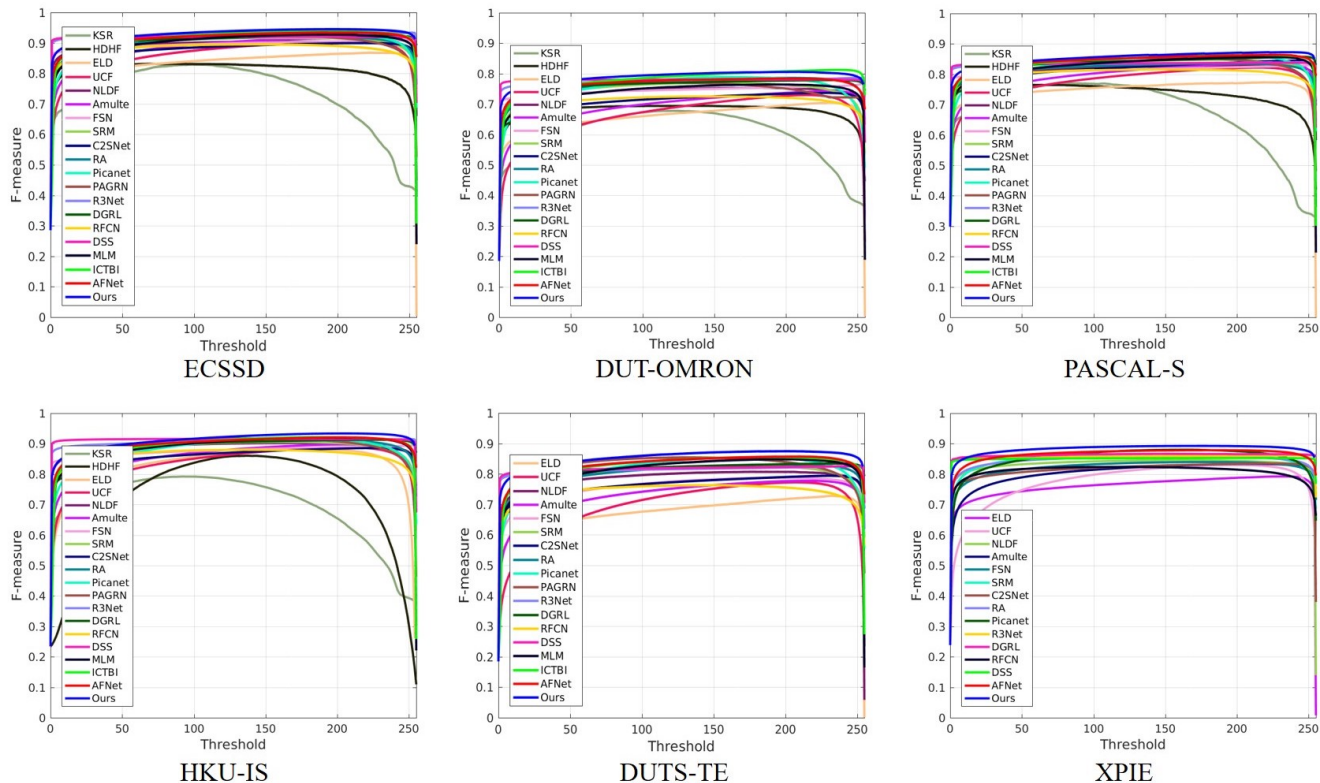 F-measure
1
0.9
0.8
0.7
0.6
0.5
0.4
0.3
0.2
0.1
0
KSR
HDHF
ELD
UCF
NLDF
Amulte
FSN
SRM
C2SNet
RA
Picanet
PAGRN
R3Net
DGRL
RFCN
DSS
MLM
ICTBI
AFNet
Ours
0 50 100 150 200 250
Threshold
ECSSD
F-measure
1
0.9
0.8
0.7
0.6
0.5
0.4
0.3
0.2
0.1
0
KSR
HDHF
ELD
UCF
NLDF
Amulte
FSN
SRM
C2SNet
RA
Picanet
PAGRN
R3Net
DGRL
RFCN
DSS
MLM
ICTBI
AFNet
Ours
0 50 100 150 200 250
Threshold
DUT-OMRON
F-measure
1
0.9
0.8
0.7
0.6
0.5
0.4
0.3
0.2
0.1
0
KSR
HDHF
ELD
UCF
NLDF
Amulte
FSN
SRM
C2SNet
RA
Picanet
PAGRN
R3Net
DGRL
RFCN
DSS
MLM
ICTBI
AFNet
Ours
0 50 100 150 200 250
Threshold
PASCAL-S
F-measure
1
0.9
0.8
0.7
0.6
0.5
0.4
0.3
0.2
0.1
0
KSR
HDHF
ELD
UCF
NLDF
Amulte
FSN
SRM
C2SNet
RA
Picanet
PAGRN
R3Net
DGRL
RFCN
DSS
MLM
ICTBI
AFNet
Ours
0 50 100 150 200 250
Threshold
HKU-IS
F-measure
1
0.9
0.8
0.7
0.6
0.5
0.4
0.3
0.2
0.1
0
ELD
UCF
NLDF
Amulte
FSN
SRM
C2SNet
RA
Picanet
PAGRN
R3Net
DGRL
RFCN
DSS
MLM
ICTBI
AFNet
Ours
0 50 100 150 200 250
Threshold
DUTS-TE
F-measure
1
0.9
0.8
0.7
0.6
0.5
0.4
0.3
0.2
0.1
0
ELD
UCF
NLDF
Amulte
FSN
SRM
C2SNet
RA
Picanet
R3Net
DGRL
RFCN
DSS
AFNet
Ours
0 50 100 150 200 250
Threshold
XPIE